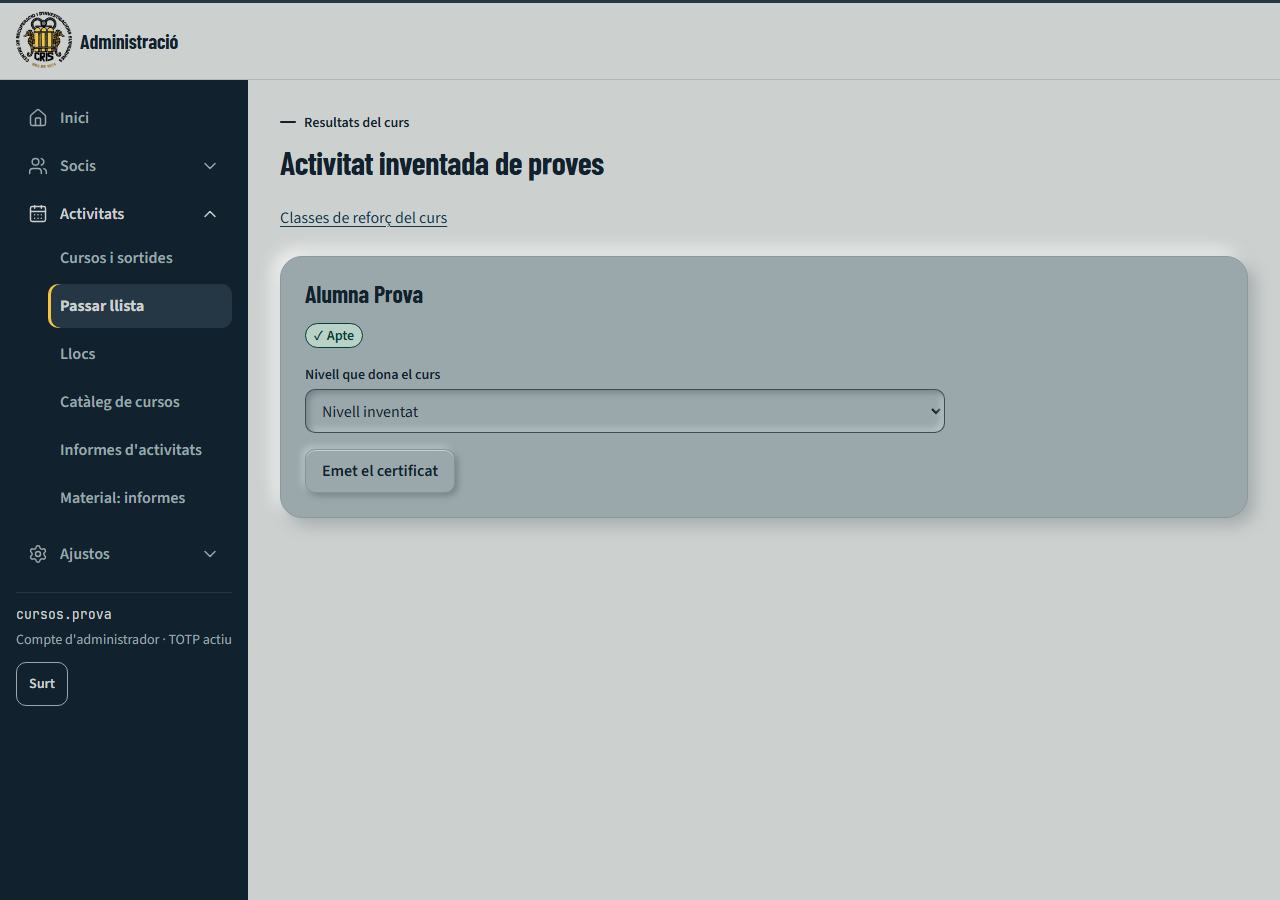 CRIS
Administració
Inici
Socis
Activitats
Cursos i sortides
Passar llista
Llocs
Catàleg de cursos
Informes d'activitats
Material: informes
Ajustos
cursos.prova
Compte d'administrador · TOTP actiu
Surt
Resultats del curs
Activitat inventada de proves
Classes de reforç del curs
Alumna Prova
✓ Apte
Nivell que dona el curs
Nivell inventat
Emet el certificat